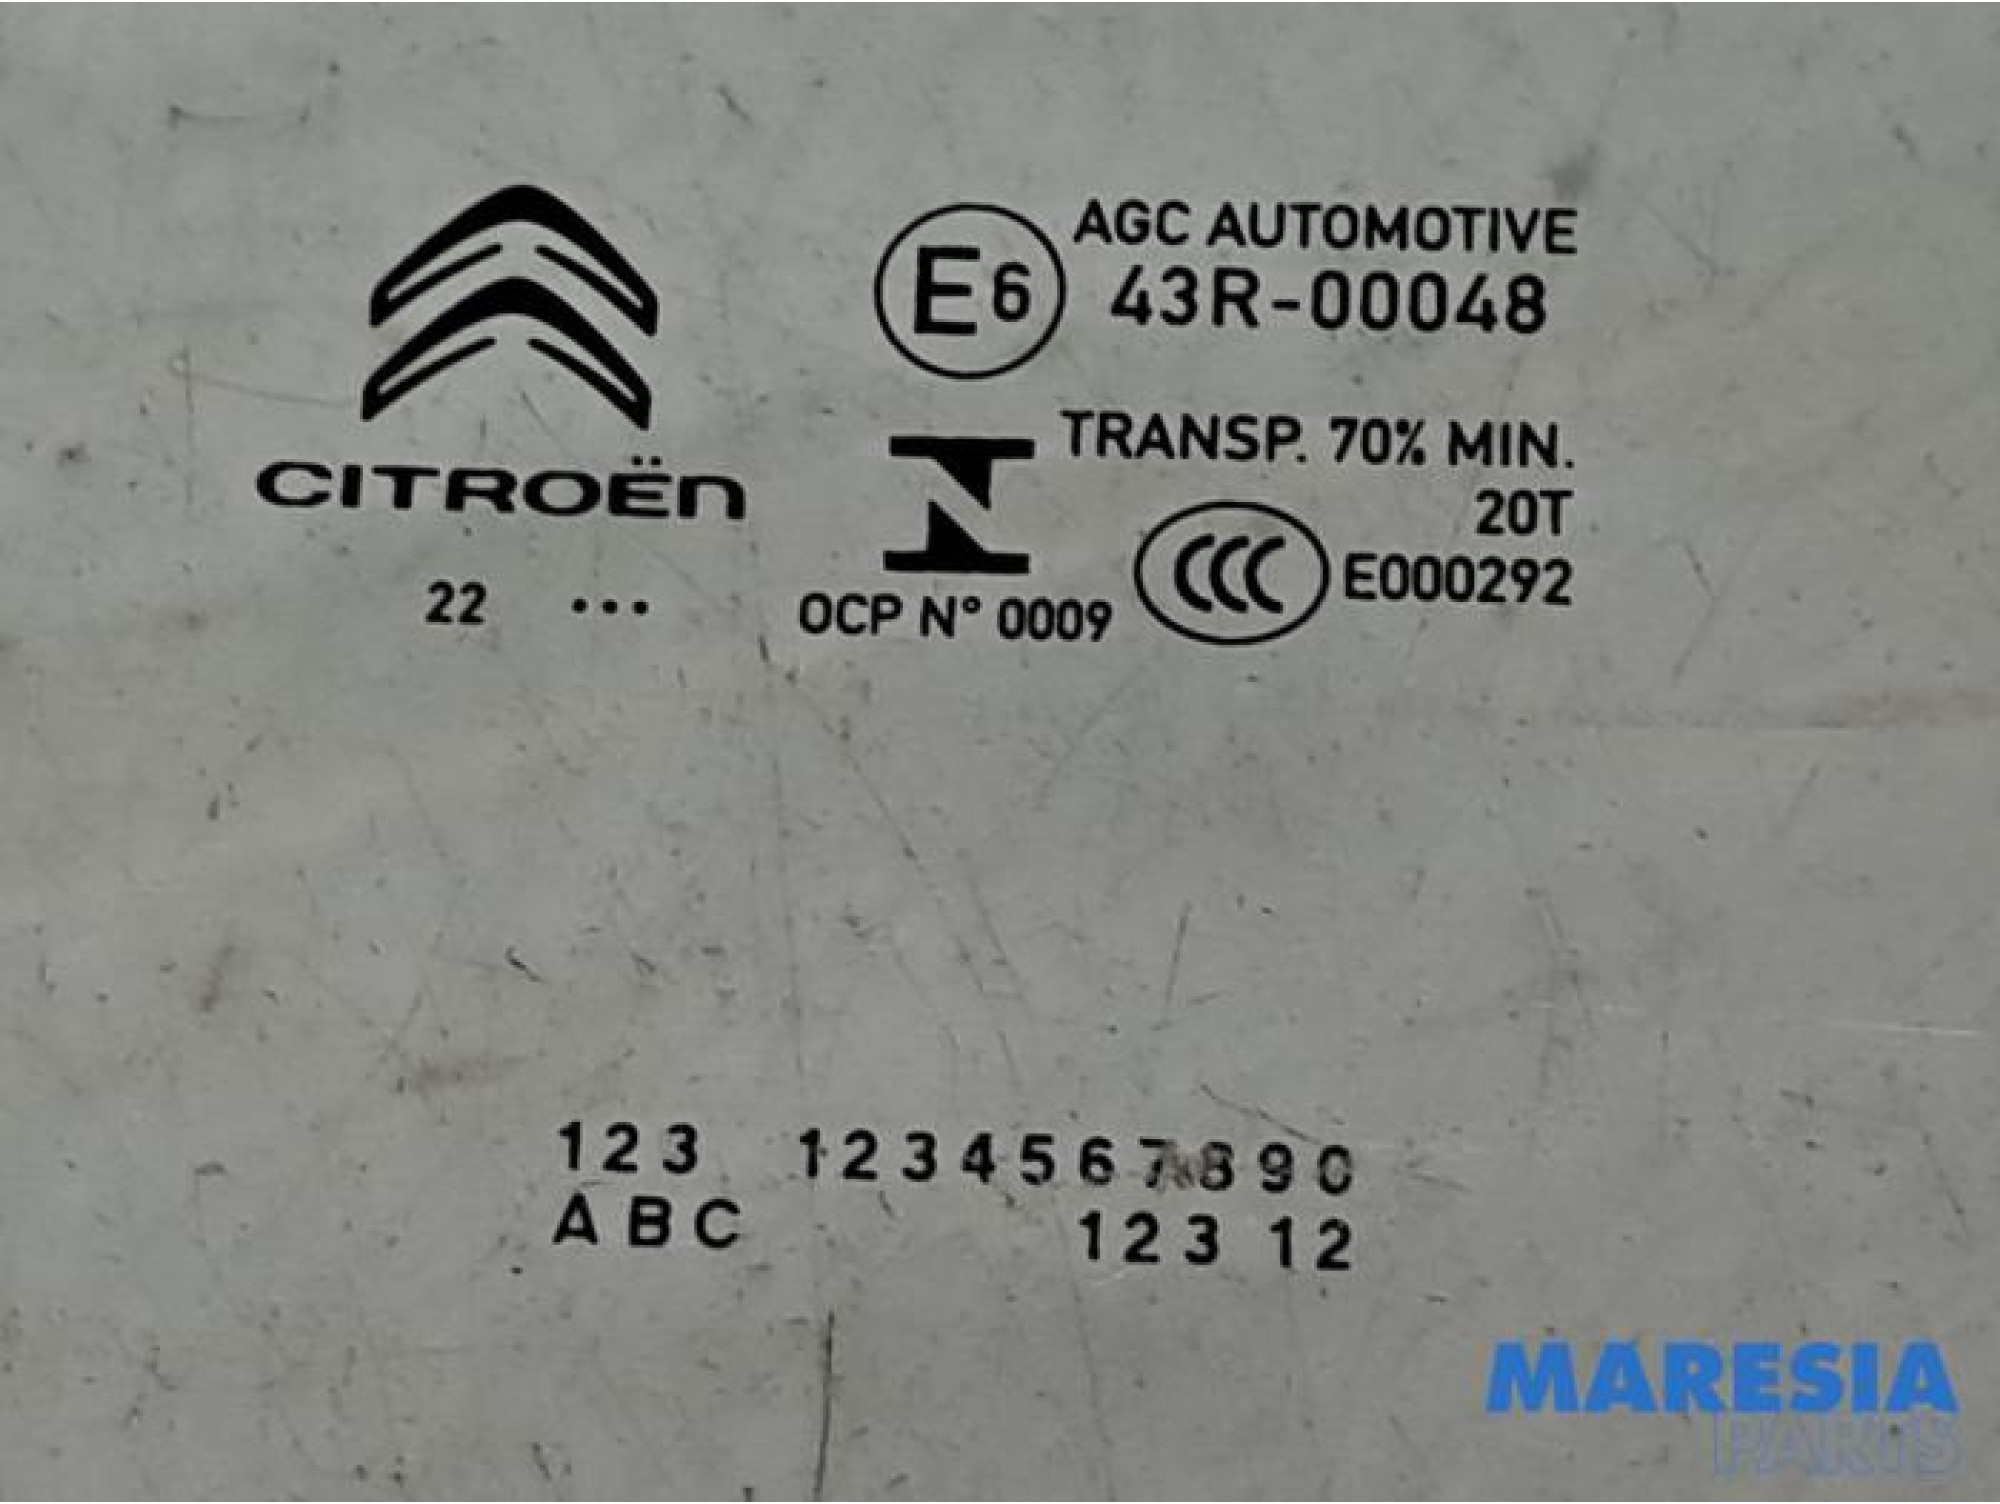 CITROËN
22 ...
E6
AGC AUTOMOTIVE
43R-00048
TRANSP. 70% MIN.
20T
CCC E000292
OCP N° 0009
123 1234567890
ABC 123 12
MARESIA
PARTS